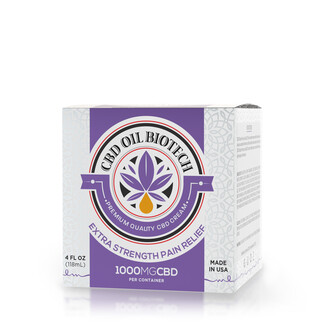 CBD OIL BIOTECH
PREMIUM QUALITY CBD CREAM
EXTRA STRENGTH PAIN RELIEF
4 FL OZ
(118mL)
1000MGCBD
PER CONTAINER
MADE
IN USA